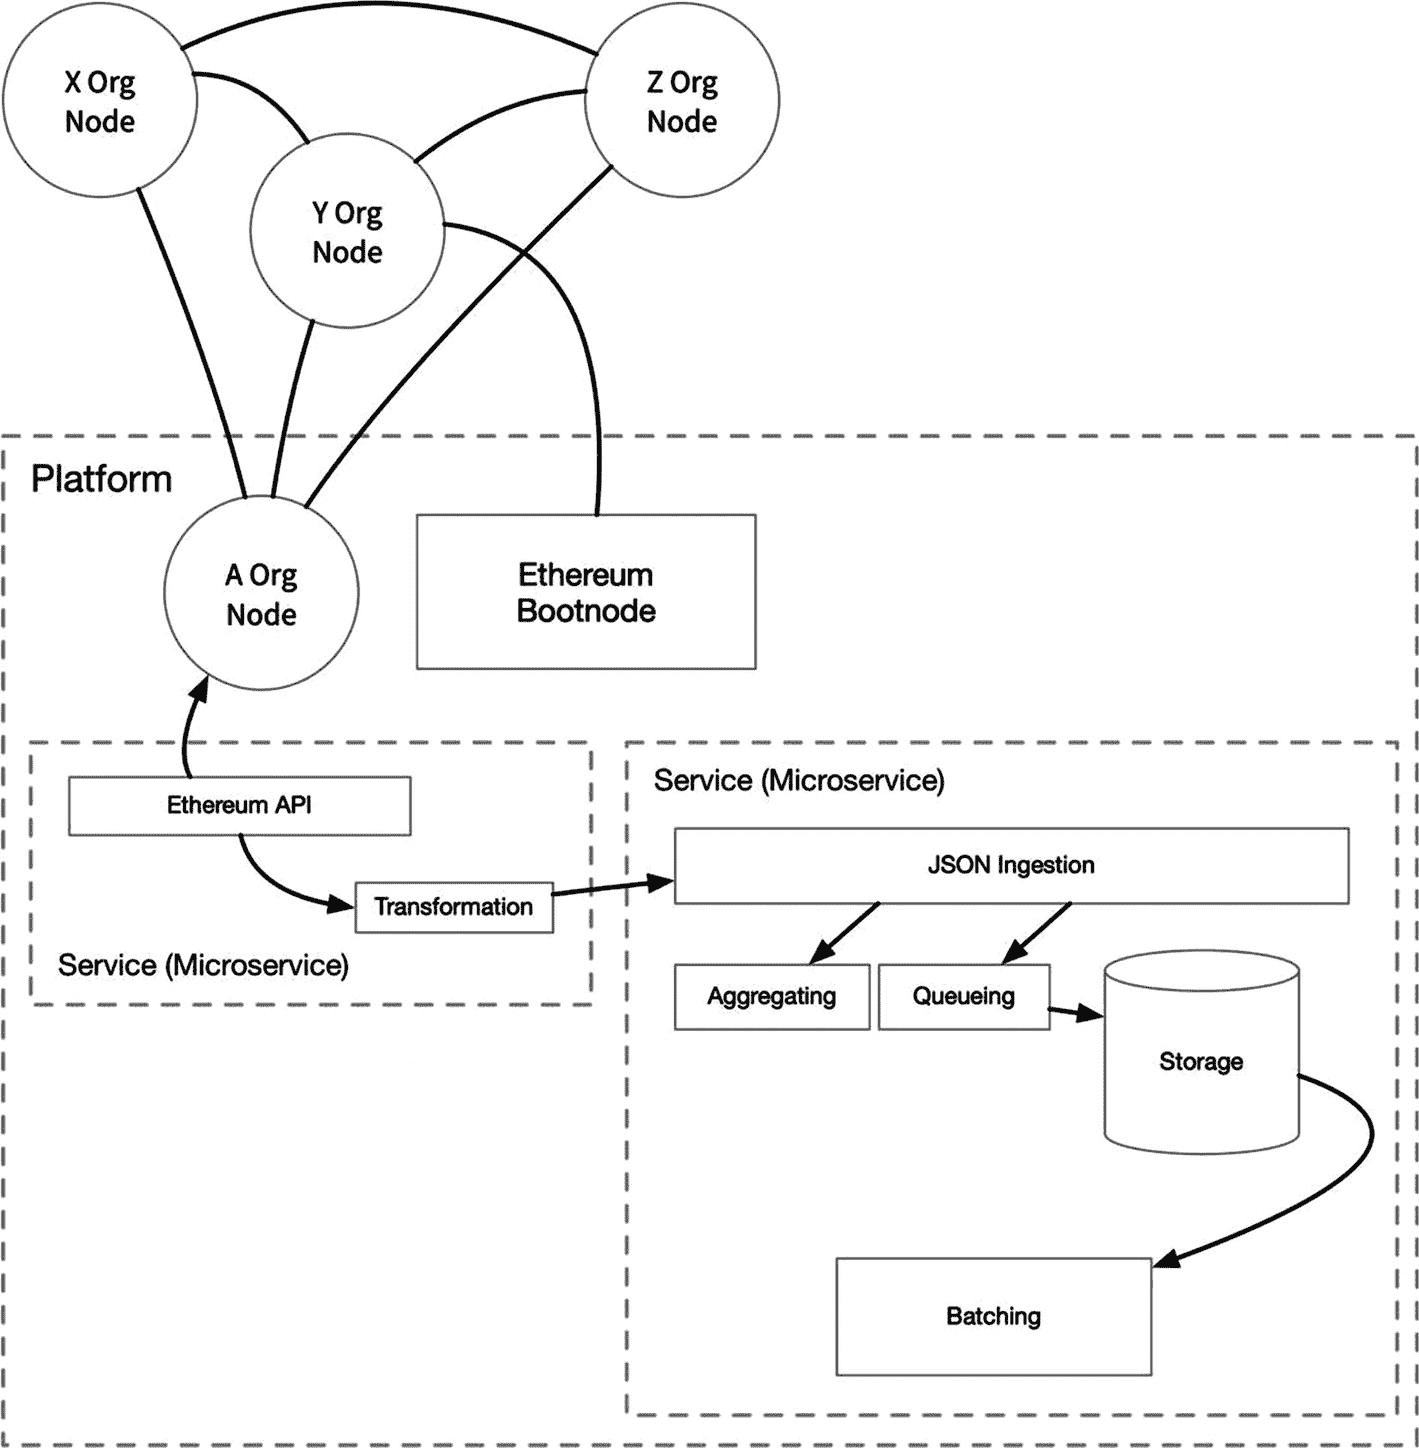 X Org
Node
Z Org
Node
Y Org
Node
Platform
A Org
Node
Ethereum
Bootnode
Ethereum API
Transformation
Service (Microservice)
Service (Microservice)
JSON Ingestion
Aggregating
Queueing
Storage
Batching